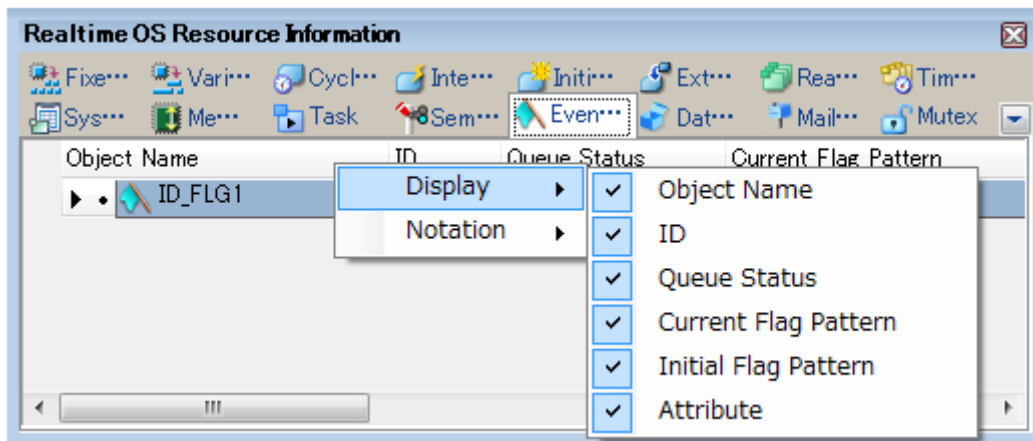 Realtime OS Resource Information
Fixe··· Vari··· Cycl··· Inte··· Initi··· Ext··· Rea··· Tim···
Sys··· Me··· Task Sem··· Even··· Dat··· Mail··· Mutex
Object Name ID Queue Status Current Flag Pattern
ID_FLG1
Display
Notation
Object Name
ID
Queue Status
Current Flag Pattern
Initial Flag Pattern
Attribute